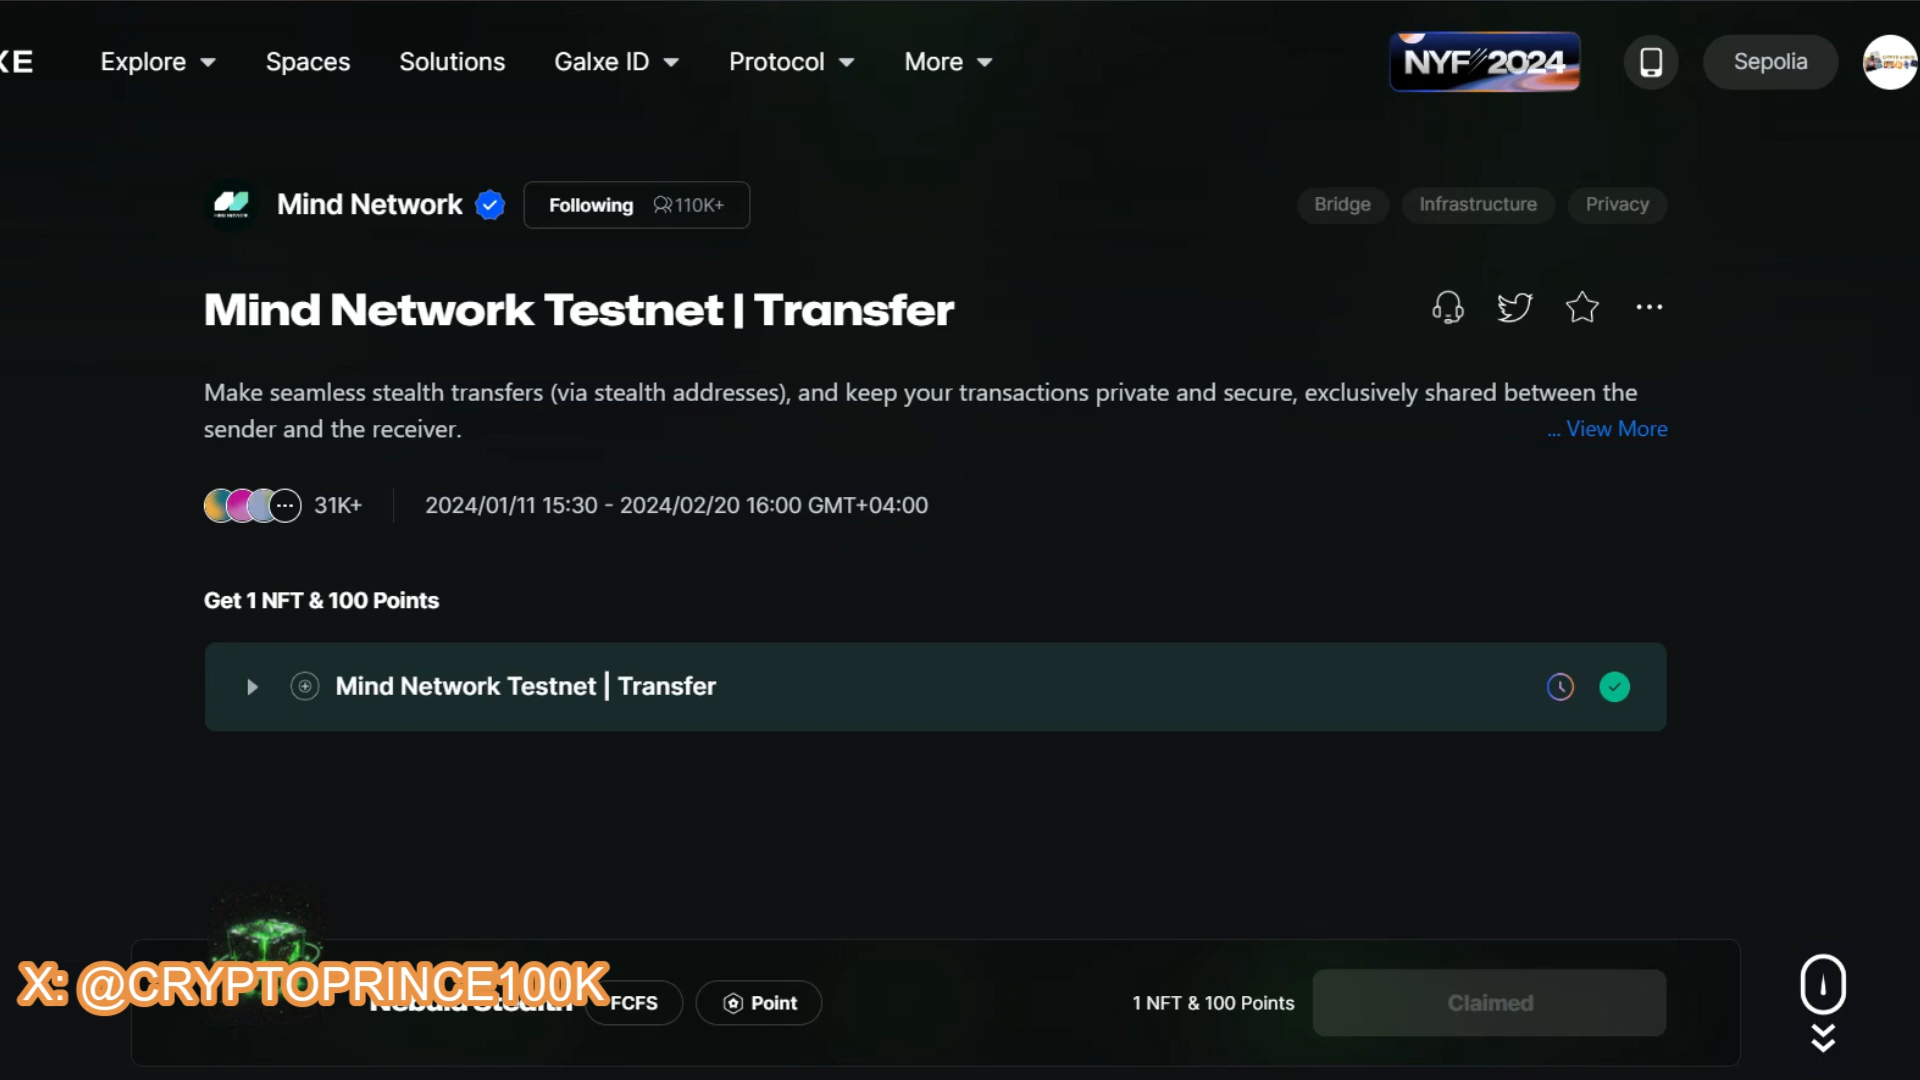 XE Explore Spaces Solutions Galxe ID Protocol More NYF//2024 Sepolia
Mind Network Following 110K+ Bridge Infrastructure Privacy
Mind Network Testnet | Transfer
Make seamless stealth transfers (via stealth addresses), and keep your transactions private and secure, exclusively shared between the
sender and the receiver. ... View More
31K+ 2024/01/11 15:30 - 2024/02/20 16:00 GMT+04:00
Get 1 NFT & 100 Points
Mind Network Testnet | Transfer
X: @CRYPTOPRINCE100K
Nebula Stealth FCFS Point 1 NFT & 100 Points Claimed